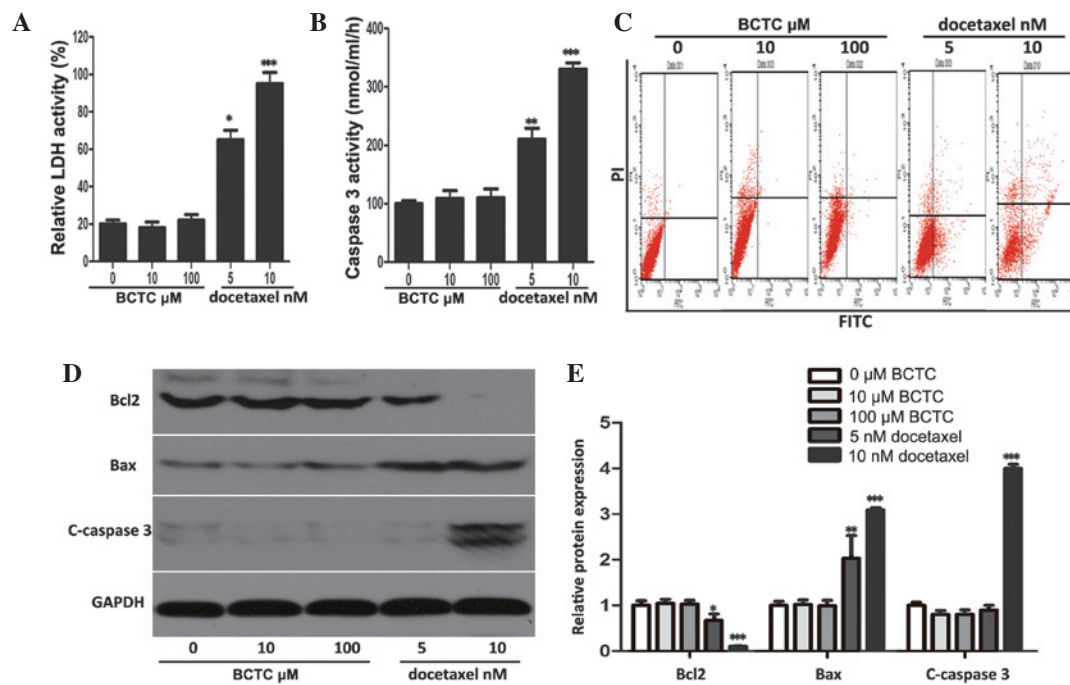 A
Relative LDH activity (%)
120
100
80
60
40
20
0
*
***
0 10 100 5 10
BCTC µM docetaxel nM
B
Caspase 3 activity (nmol/ml/h)
400
300
200
100
0
**
***
0 10 100 5 10
BCTC µM docetaxel nM
C
BCTC µM docetaxel nM
0 10 100 5 10
PI
FITC
D
Bcl2
Bax
C-caspase 3
GAPDH
0 10 100 5 10
BCTC µM docetaxel nM
E
0 µM BCTC
10 µM BCTC
100 µM BCTC
5 nM docetaxel
10 nM docetaxel
Relative protein expression
5
4
3
2
1
0
*
***
**
***
***
Bcl2 Bax C-caspase 3